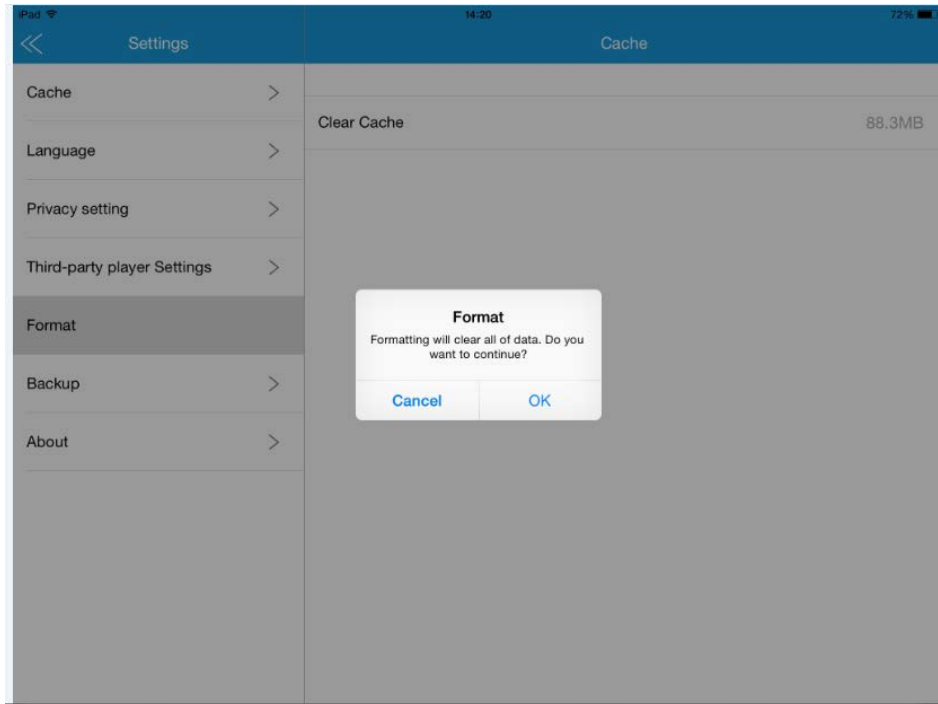 iPad 14:20 72%
Settings
Cache
Cache
Language
Privacy setting
Third-party player Settings
Format
Backup
About
Clear Cache 88.3MB
Format
Formatting will clear all of data. Do you
want to continue?
Cancel OK